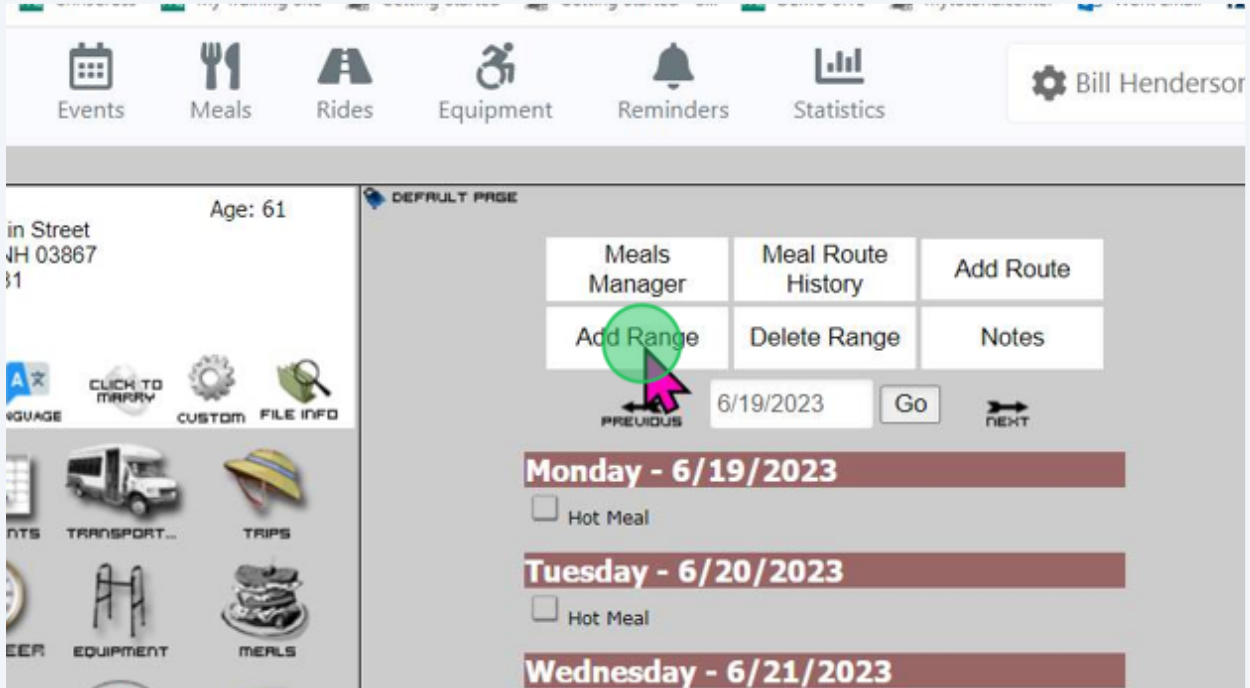 Events Meals Rides Equipment Reminders Statistics Bill Henderson
Age: 61
in Street
NH 03867
31
DEFAULT PAGE
Meals Manager
Meal Route History
Add Route
Add Range
Delete Range
Notes
CLICK TO MARRY
CUSTOM
FILE INFO
PREVIOUS
6/19/2023
Go
NEXT
Monday - 6/19/2023
Hot Meal
TRANSPORT...
TRIPS
Tuesday - 6/20/2023
Hot Meal
EQUIPMENT
MEALS
Wednesday - 6/21/2023